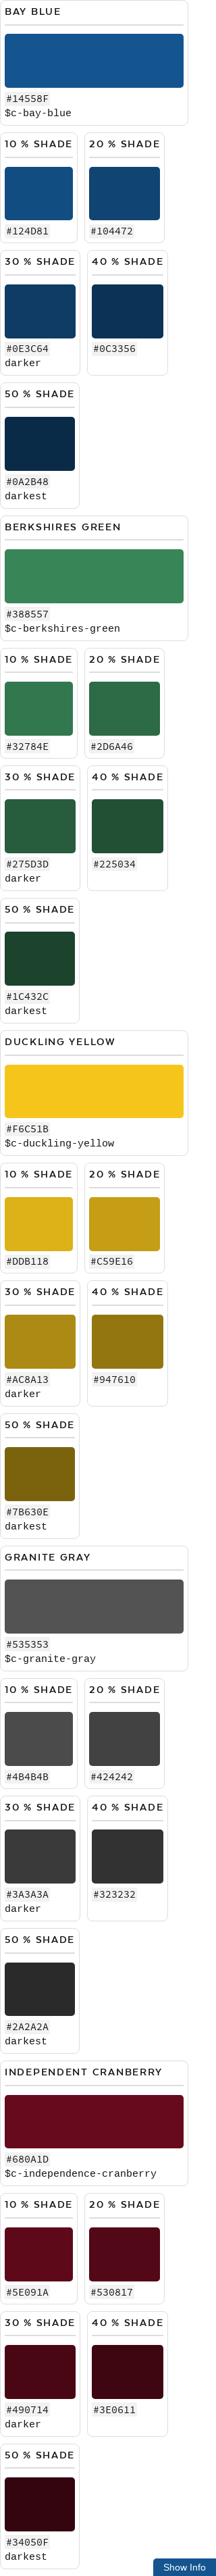 BAY BLUE
#14558F
$c-bay-blue
10 % SHADE
#124D81
20 % SHADE
#104472
30 % SHADE
#0E3C64
darker
40 % SHADE
#0C3356
50 % SHADE
#0A2B48
darkest
BERKSHIRES GREEN
#388557
$c-berkshires-green
10 % SHADE
#32784E
20 % SHADE
#2D6A46
30 % SHADE
#275D3D
darker
40 % SHADE
#225034
50 % SHADE
#1C432C
darkest
DUCKLING YELLOW
#F6C51B
$c-duckling-yellow
10 % SHADE
#DDB118
20 % SHADE
#C59E16
30 % SHADE
#AC8A13
darker
40 % SHADE
#947610
50 % SHADE
#7B630E
darkest
GRANITE GRAY
#535353
$c-granite-gray
10 % SHADE
#4B4B4B
20 % SHADE
#424242
30 % SHADE
#3A3A3A
darker
40 % SHADE
#323232
50 % SHADE
#2A2A2A
darkest
INDEPENDENT CRANBERRY
#680A1D
$c-independence-cranberry
10 % SHADE
#5E091A
20 % SHADE
#530817
30 % SHADE
#490714
darker
40 % SHADE
#3E0611
50 % SHADE
#34050F
darkest
Show Info